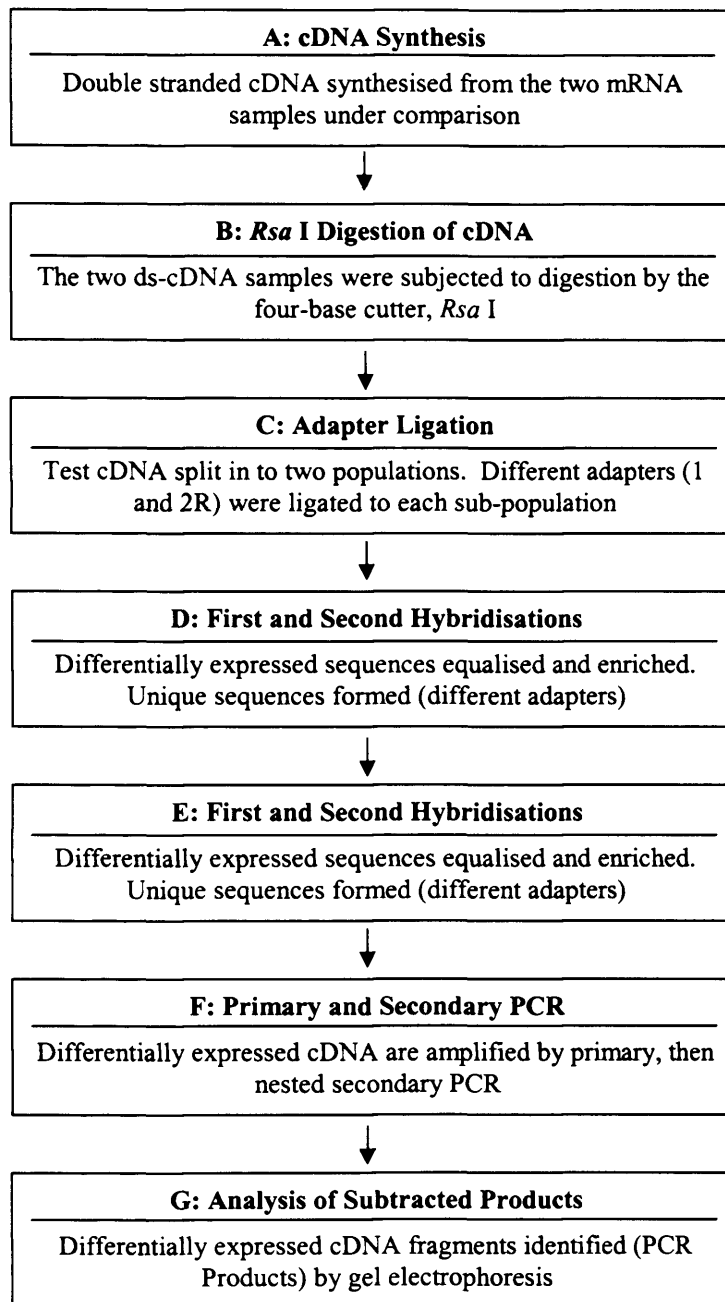 A: cDNA Synthesis
Double stranded cDNA synthesised from the two mRNA
samples under comparison
B: Rsa I Digestion of cDNA
The two ds-cDNA samples were subjected to digestion by the
four-base cutter, Rsa I
C: Adapter Ligation
Test cDNA split in to two populations. Different adapters (1
and 2R) were ligated to each sub-population
D: First and Second Hybridisations
Differentially expressed sequences equalised and enriched.
Unique sequences formed (different adapters)
E: First and Second Hybridisations
Differentially expressed sequences equalised and enriched.
Unique sequences formed (different adapters)
F: Primary and Secondary PCR
Differentially expressed cDNA are amplified by primary, then
nested secondary PCR
G: Analysis of Subtracted Products
Differentially expressed cDNA fragments identified (PCR
Products) by gel electrophoresis